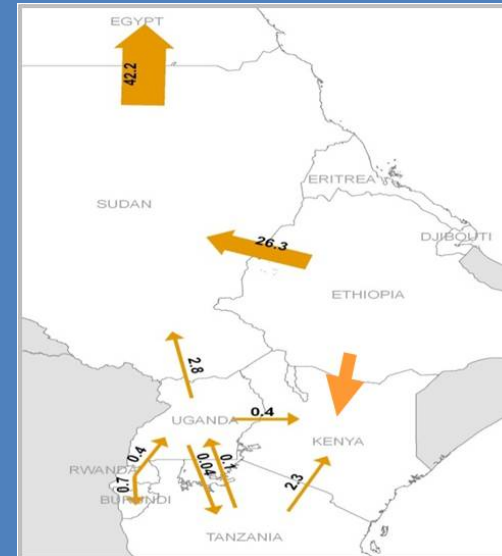 EGYPT
42.2
ERITREA
SUDAN
DJIBOUTI
26.3
ETHIOPIA
2.8
0.4
UGANDA
KENYA
0.4
0.04
0.1
RWANDA
0.7
2.3
BURUNDI
TANZANIA